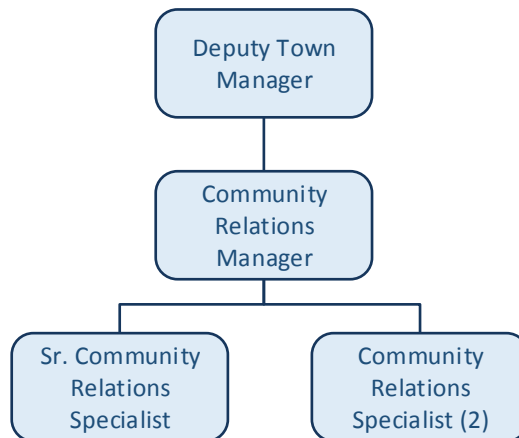 Deputy Town
Manager
Community
Relations
Manager
Sr. Community
Relations
Specialist
Community
Relations
Specialist (2)